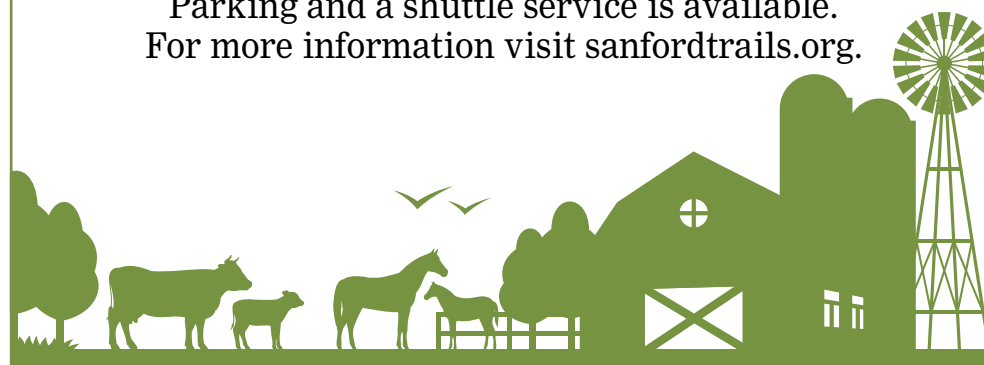 Parking and a shuttle service is available.
For more information visit sanfordtrails.org.